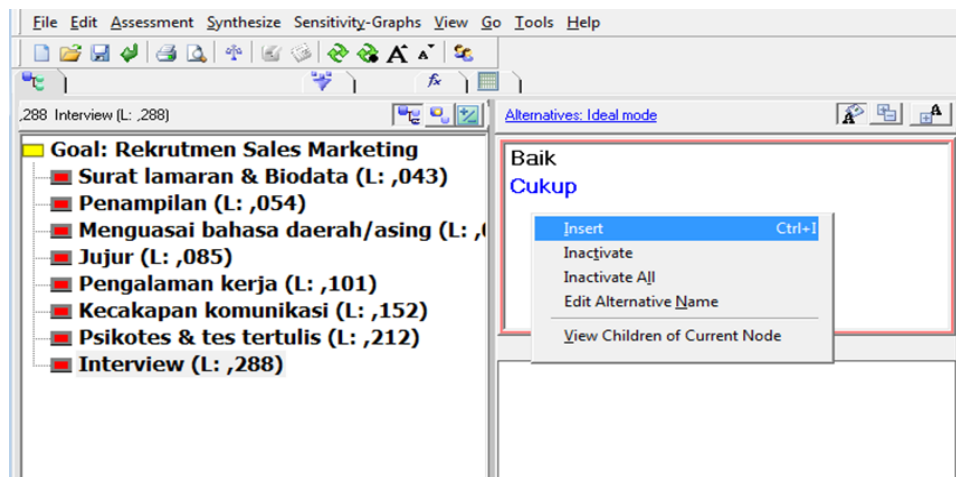 File Edit Assessment Synthesize Sensitivity-Graphs View Go Tools Help
,288 Interview (L: ,288)
Alternatives: Ideal mode
Goal: Rekrutmen Sales Marketing
Surat lamaran & Biodata (L: ,043)
Penampilan (L: ,054)
Menguasai bahasa daerah/asing (L: ,
Jujur (L: ,085)
Pengalaman kerja (L: ,101)
Kecakapan komunikasi (L: ,152)
Psikotes & tes tertulis (L: ,212)
Interview (L: ,288)
Baik
Cukup
Insert Ctrl+I
Inactivate
Inactivate All
Edit Alternative Name
View Children of Current Node